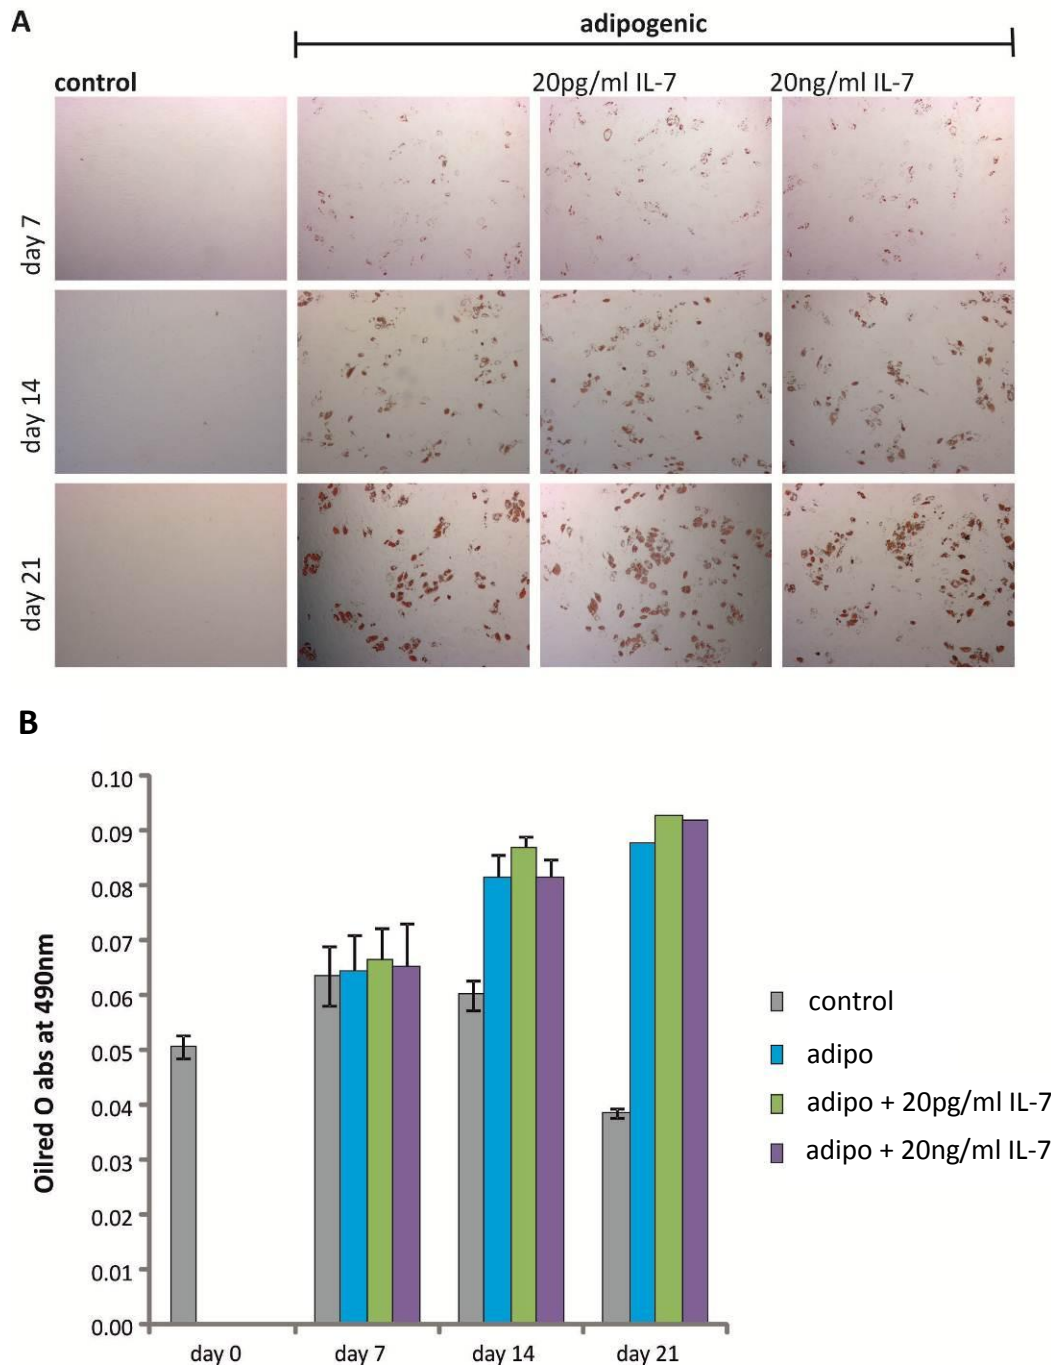 A
adipogenic
control
20pg/ml IL-7
20ng/ml IL-7
day 7
day 14
day 21
B
Oilred O abs at 490nm
0.10
0.09
0.08
0.07
0.06
0.05
0.04
0.03
0.02
0.01
0.00
day 0
day 7
day 14
day 21
control
adipo
adipo + 20pg/ml IL-7
adipo + 20ng/ml IL-7